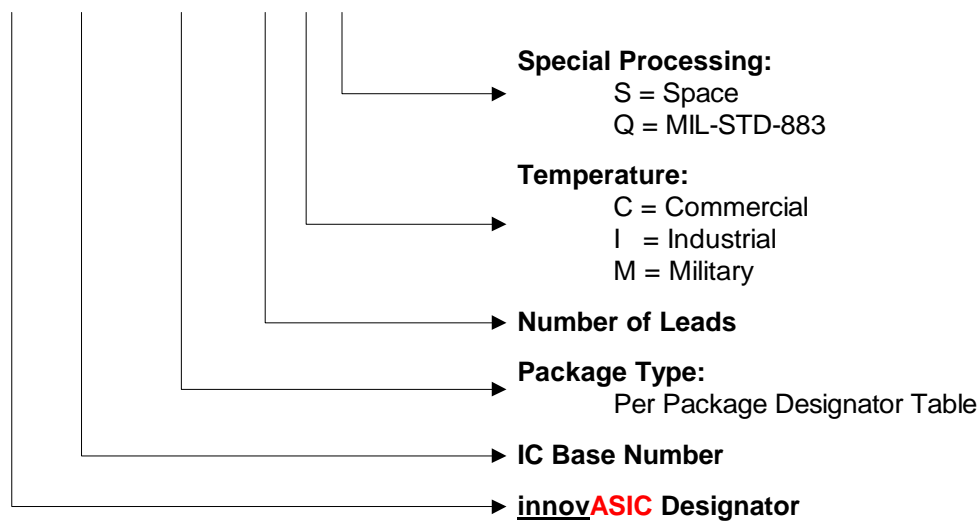 Special Processing:
S = Space
Q = MIL-STD-883
Temperature:
C = Commercial
I = Industrial
M = Military
Number of Leads
Package Type:
Per Package Designator Table
IC Base Number
innovASIC Designator